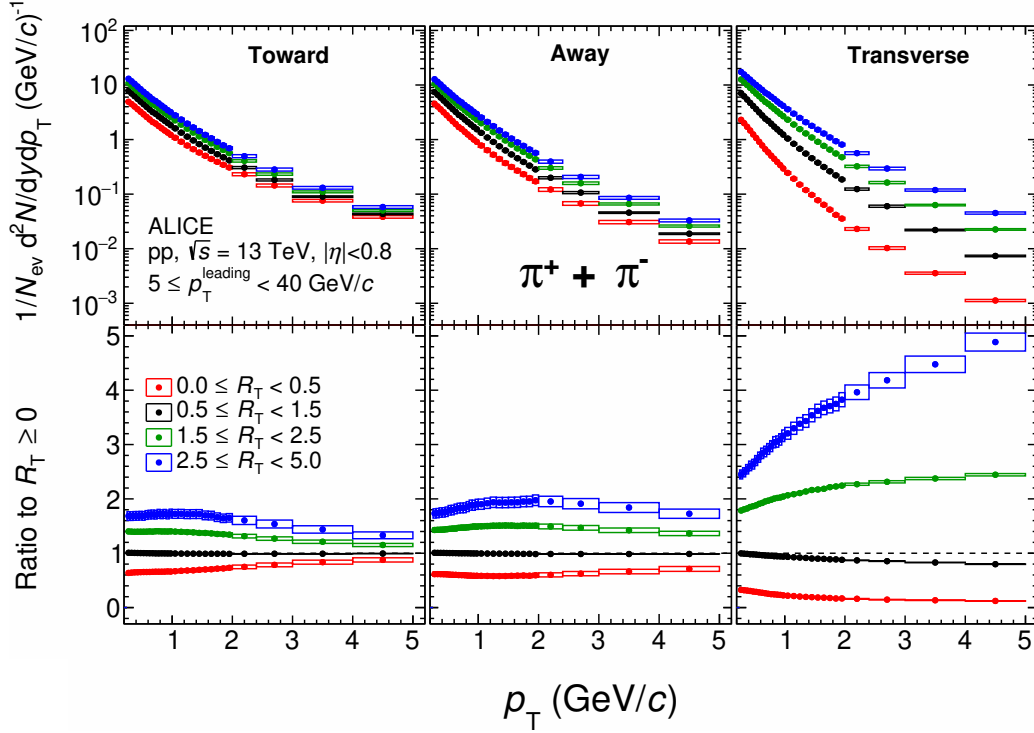 1/N_ev d²N/dydp_T (GeV/c)⁻¹
10²
10
1
10⁻¹
10⁻²
10⁻³
Toward
Away
Transverse
ALICE
pp, √s = 13 TeV, |η|<0.8
5 ≤ p_T^leading < 40 GeV/c
π⁺ + π⁻
Ratio to R_T ≥ 0
5
4
3
2
1
0
0.0 ≤ R_T < 0.5
0.5 ≤ R_T < 1.5
1.5 ≤ R_T < 2.5
2.5 ≤ R_T < 5.0
1 2 3 4 5 1 2 3 4 5 1 2 3 4 5
p_T (GeV/c)